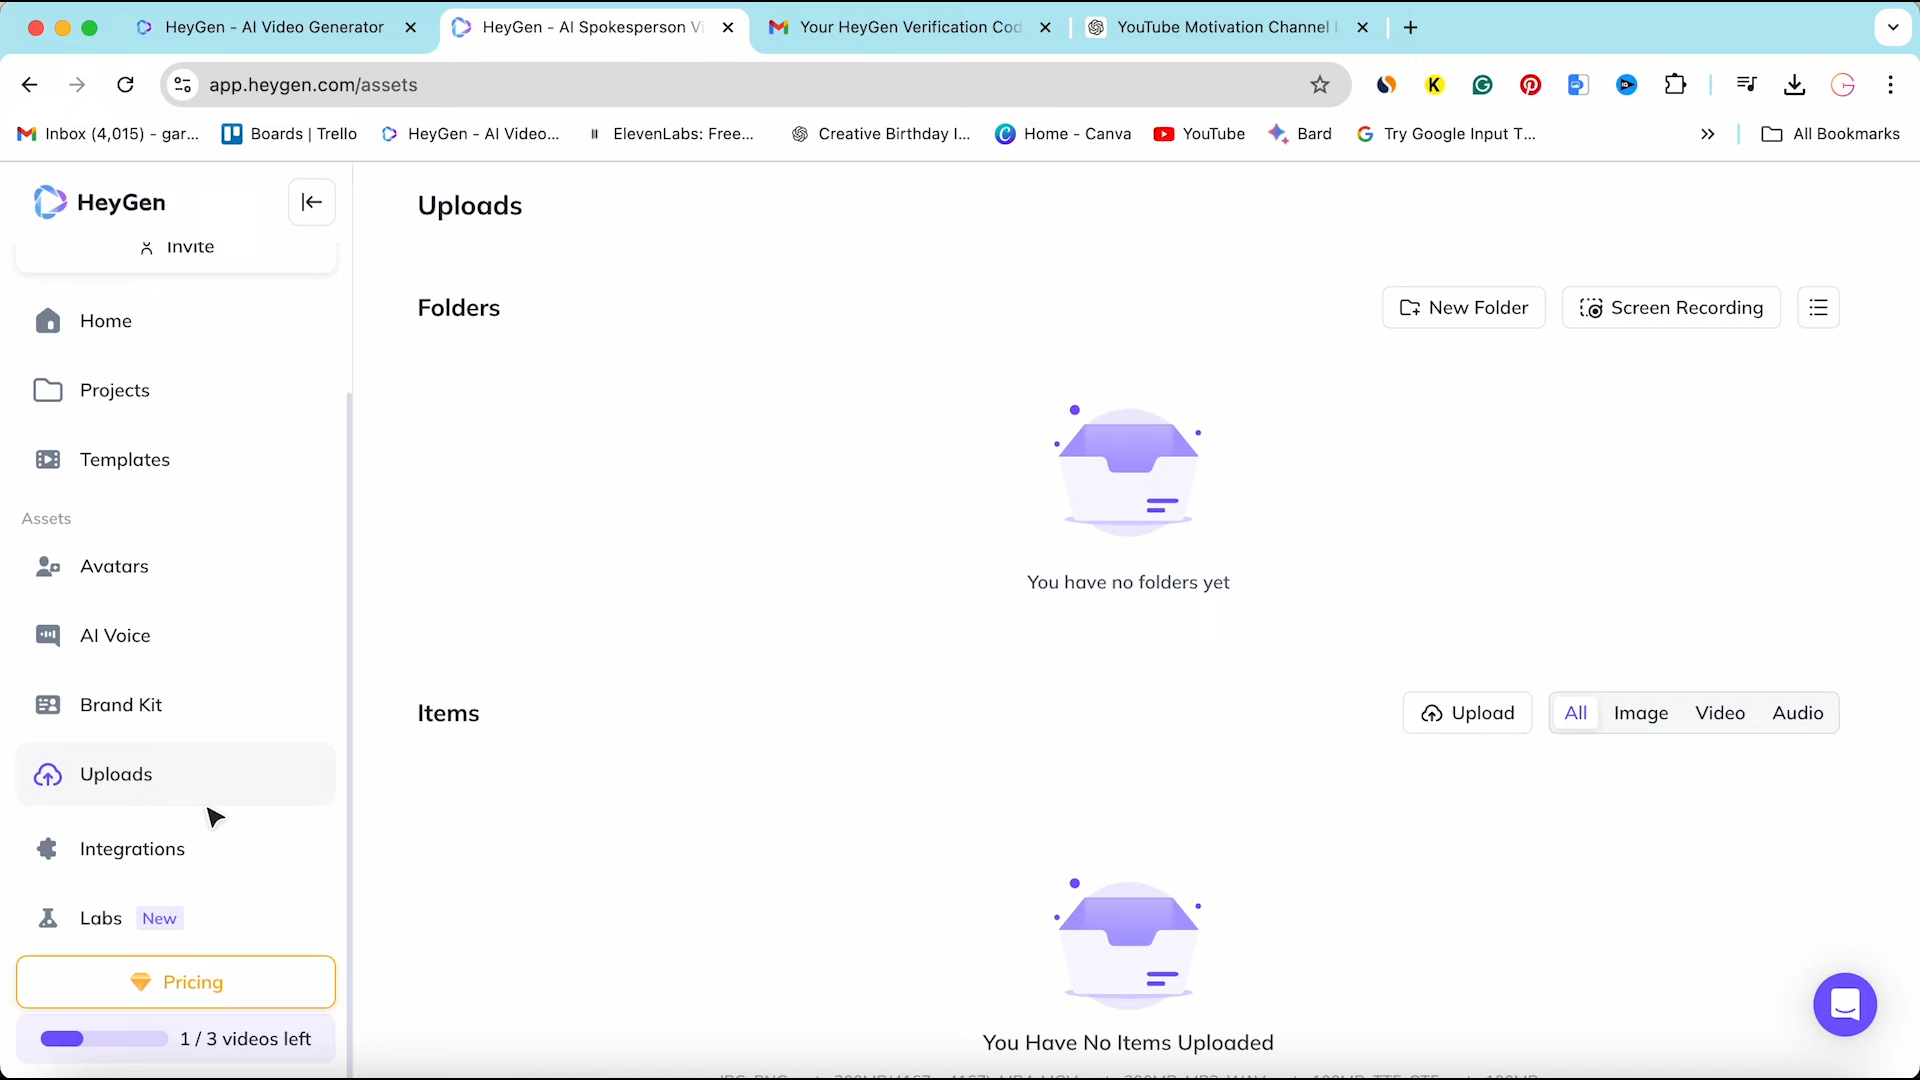 HeyGen - AI Video Generator
HeyGen - AI Spokesperson Vi
Your HeyGen Verification Cod
YouTube Motivation Channel
app.heygen.com/assets
Inbox (4,015) - gar...
Boards | Trello
HeyGen - AI Video...
ElevenLabs: Free...
Creative Birthday I...
Home - Canva
YouTube
Bard
Try Google Input T...
All Bookmarks
HeyGen
Invite
Home
Projects
Templates
Assets
Avatars
AI Voice
Brand Kit
Uploads
Integrations
Labs New
Pricing
1 / 3 videos left
Uploads
Folders
New Folder
Screen Recording
You have no folders yet
Items
Upload
All Image Video Audio
You Have No Items Uploaded